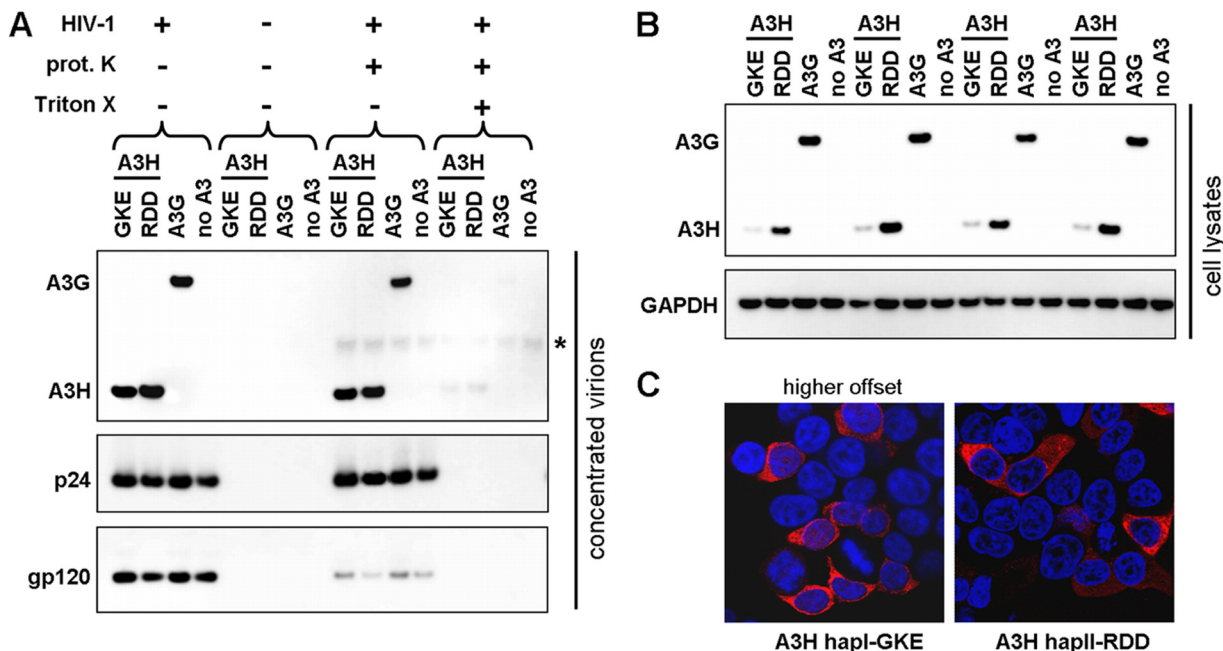 A
HIV-1 + - + +
prot. K - - + +
Triton X - - - +
A3H A3H A3H A3H
GKE RDD A3G no A3 GKE RDD A3G no A3 GKE RDD A3G no A3 GKE RDD A3G no A3
A3G
*
A3H
p24
gp120
concentrated virions
B
A3H A3H A3H A3H
GKE RDD A3G no A3 GKE RDD A3G no A3 GKE RDD A3G no A3 GKE RDD A3G no A3
A3G
A3H
GAPDH
cell lysates
C
higher offset
A3H hapI-GKE A3H hapII-RDD